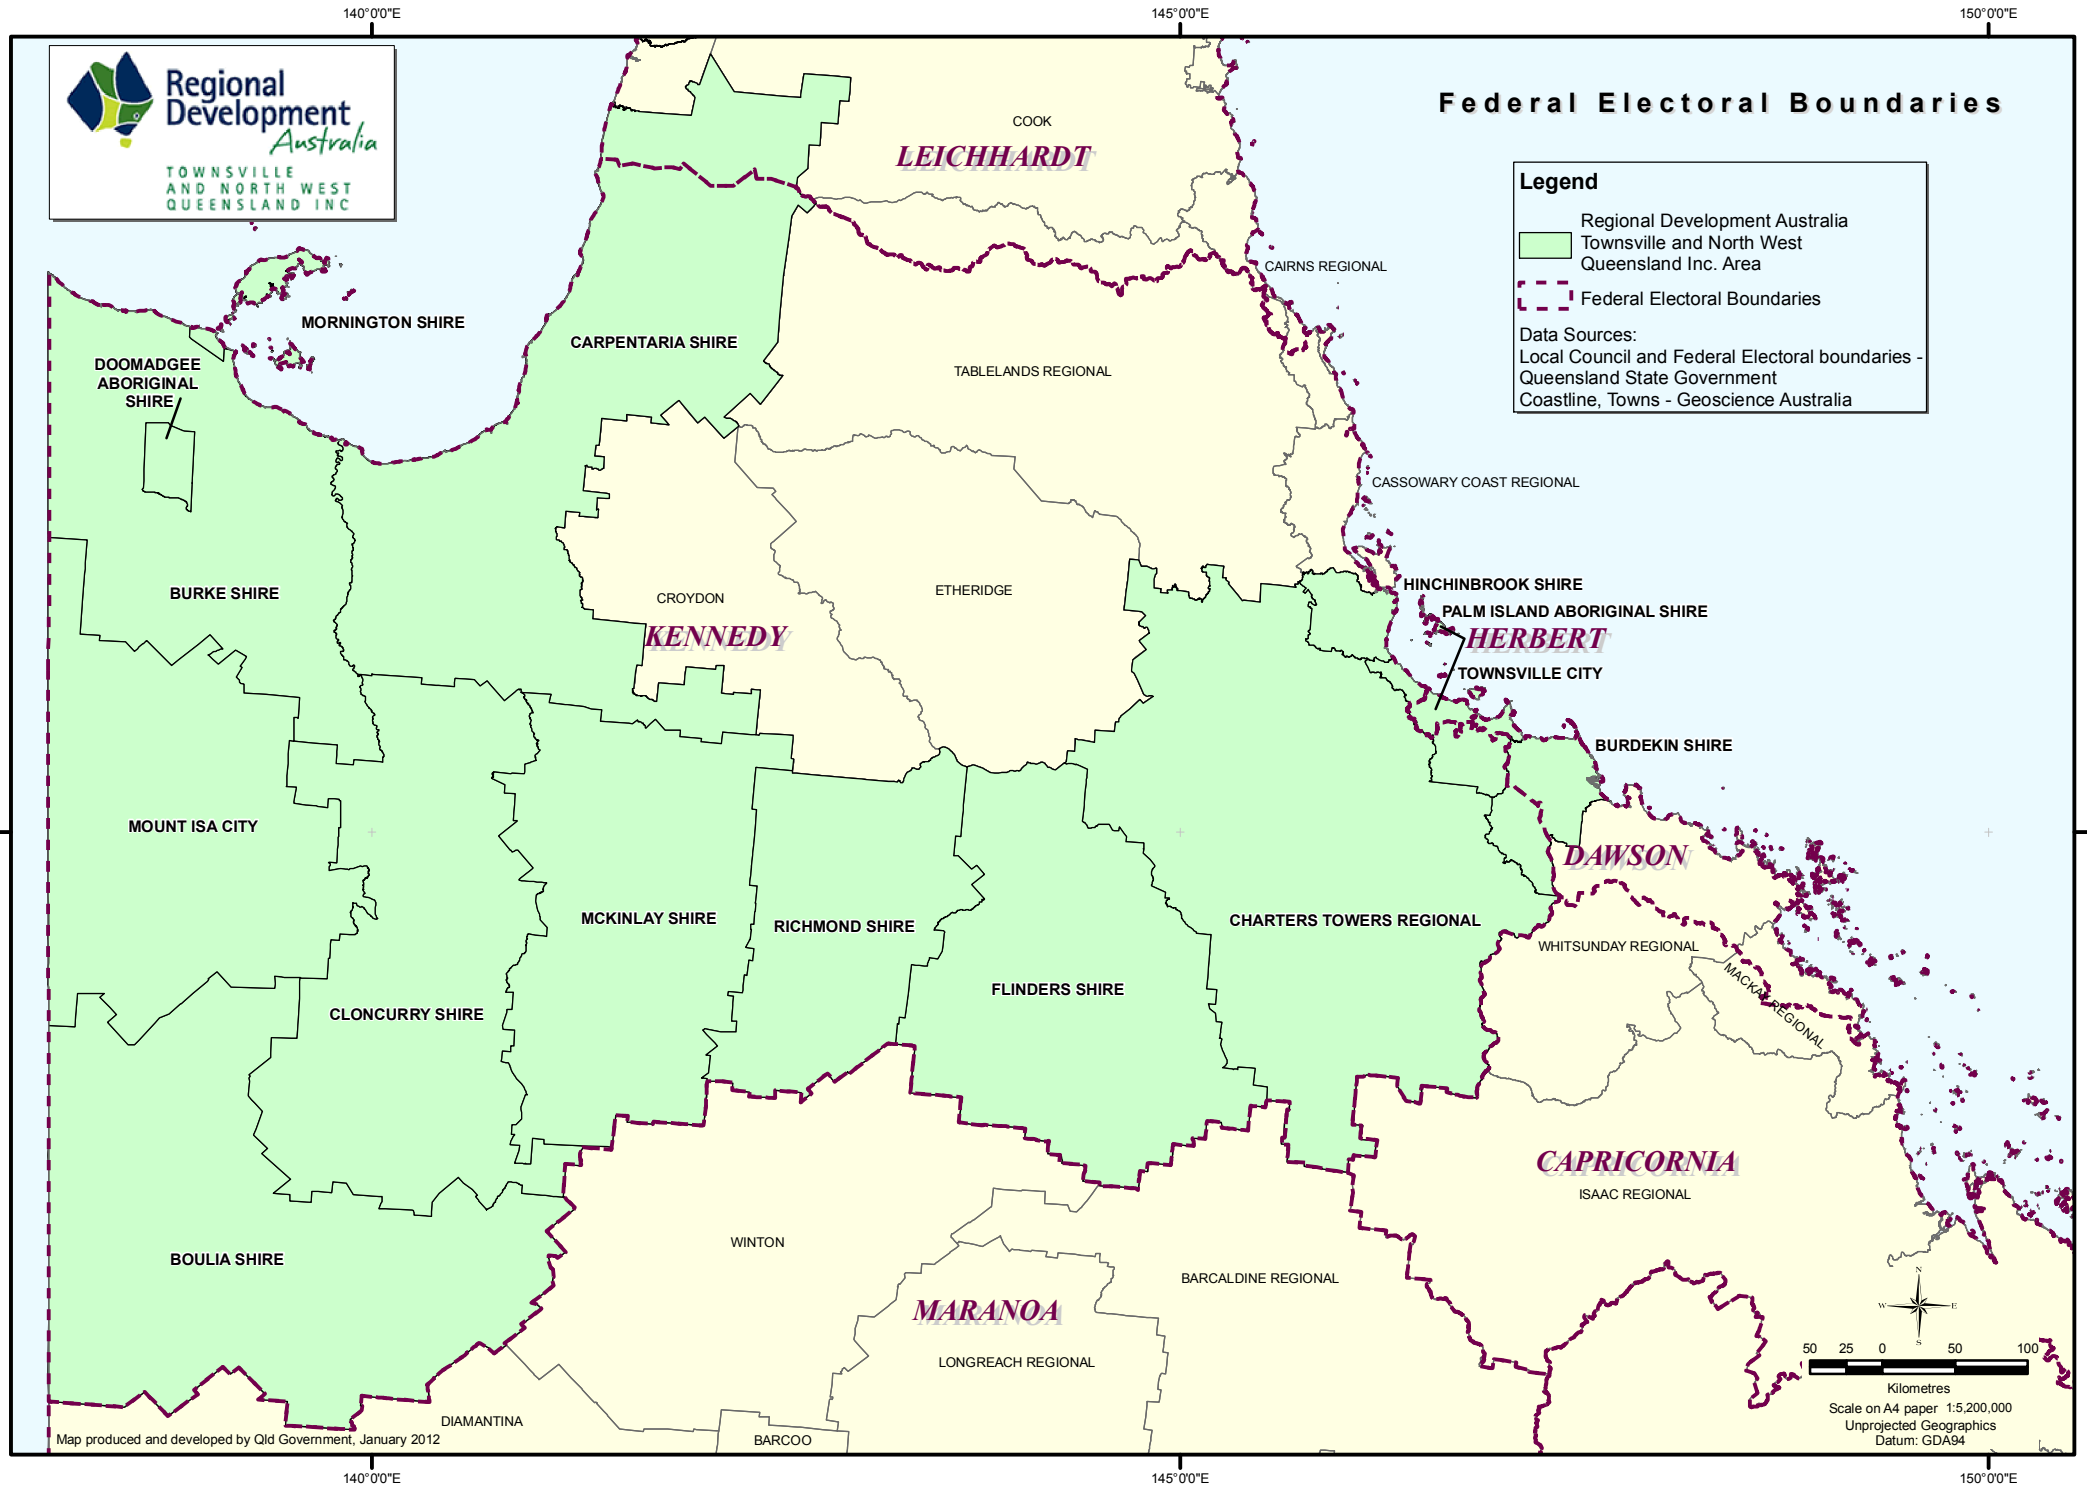 140°0'0"E
145°0'0"E
150°0'0"E
Regional
Development
Australia
TOWNSVILLE
AND NORTH WEST
QUEENSLAND INC
Federal Electoral Boundaries
Legend
Regional Development Australia
Townsville and North West
Queensland Inc. Area
Federal Electoral Boundaries
Data Sources:
Local Council and Federal Electoral boundaries -
Queensland State Government
Coastline, Towns - Geoscience Australia
COOK
LEICHHARDT
CAIRNS REGIONAL
MORNINGTON SHIRE
CARPENTARIA SHIRE
DOOMADGEE
ABORIGINAL
SHIRE
TABLELANDS REGIONAL
CASSOWARY COAST REGIONAL
BURKE SHIRE
CROYDON
KENNEDY
ETHERIDGE
HINCHINBROOK SHIRE
PALM ISLAND ABORIGINAL SHIRE
HERBERT
TOWNSVILLE CITY
BURDEKIN SHIRE
MOUNT ISA CITY
DAWSON
MCKINLAY SHIRE
RICHMOND SHIRE
CHARTERS TOWERS REGIONAL
WHITSUNDAY REGIONAL
MACKAY REGIONAL
FLINDERS SHIRE
CLONCURRY SHIRE
CAPRICORNIA
ISAAC REGIONAL
WINTON
BOULIA SHIRE
BARCALDINE REGIONAL
MARANOA
LONGREACH REGIONAL
DIAMANTINA
BARCOO
N
W
E
S
50 25 0 50 100
Kilometres
Scale on A4 paper 1:5,200,000
Unprojected Geographics
Datum: GDA94
Map produced and developed by Qld Government, January 2012
140°0'0"E
145°0'0"E
150°0'0"E